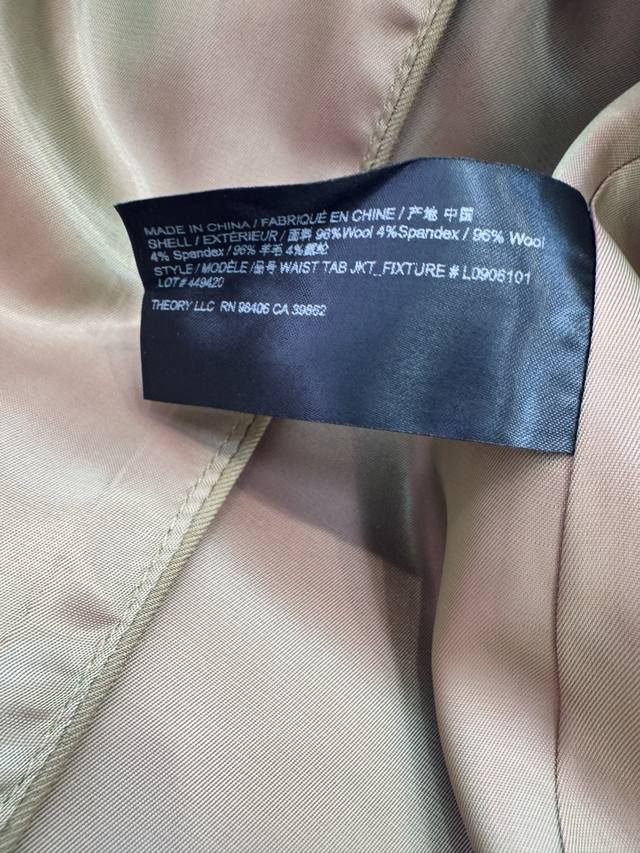 MADE IN CHINA / FABRIQUÉ EN CHINE / 产地 中国
SHELL / EXTÉRIEUR / 面料 96%Wool 4%Spandex / 96% Wool
4% Spandex / 96% 羊毛 4%氨纶
STYLE / MODÈLE / 型号 WAIST TAB JKT_FIXTURE # L0906101
LOT# 449420
THEORY LLC RN 98406 CA 39862